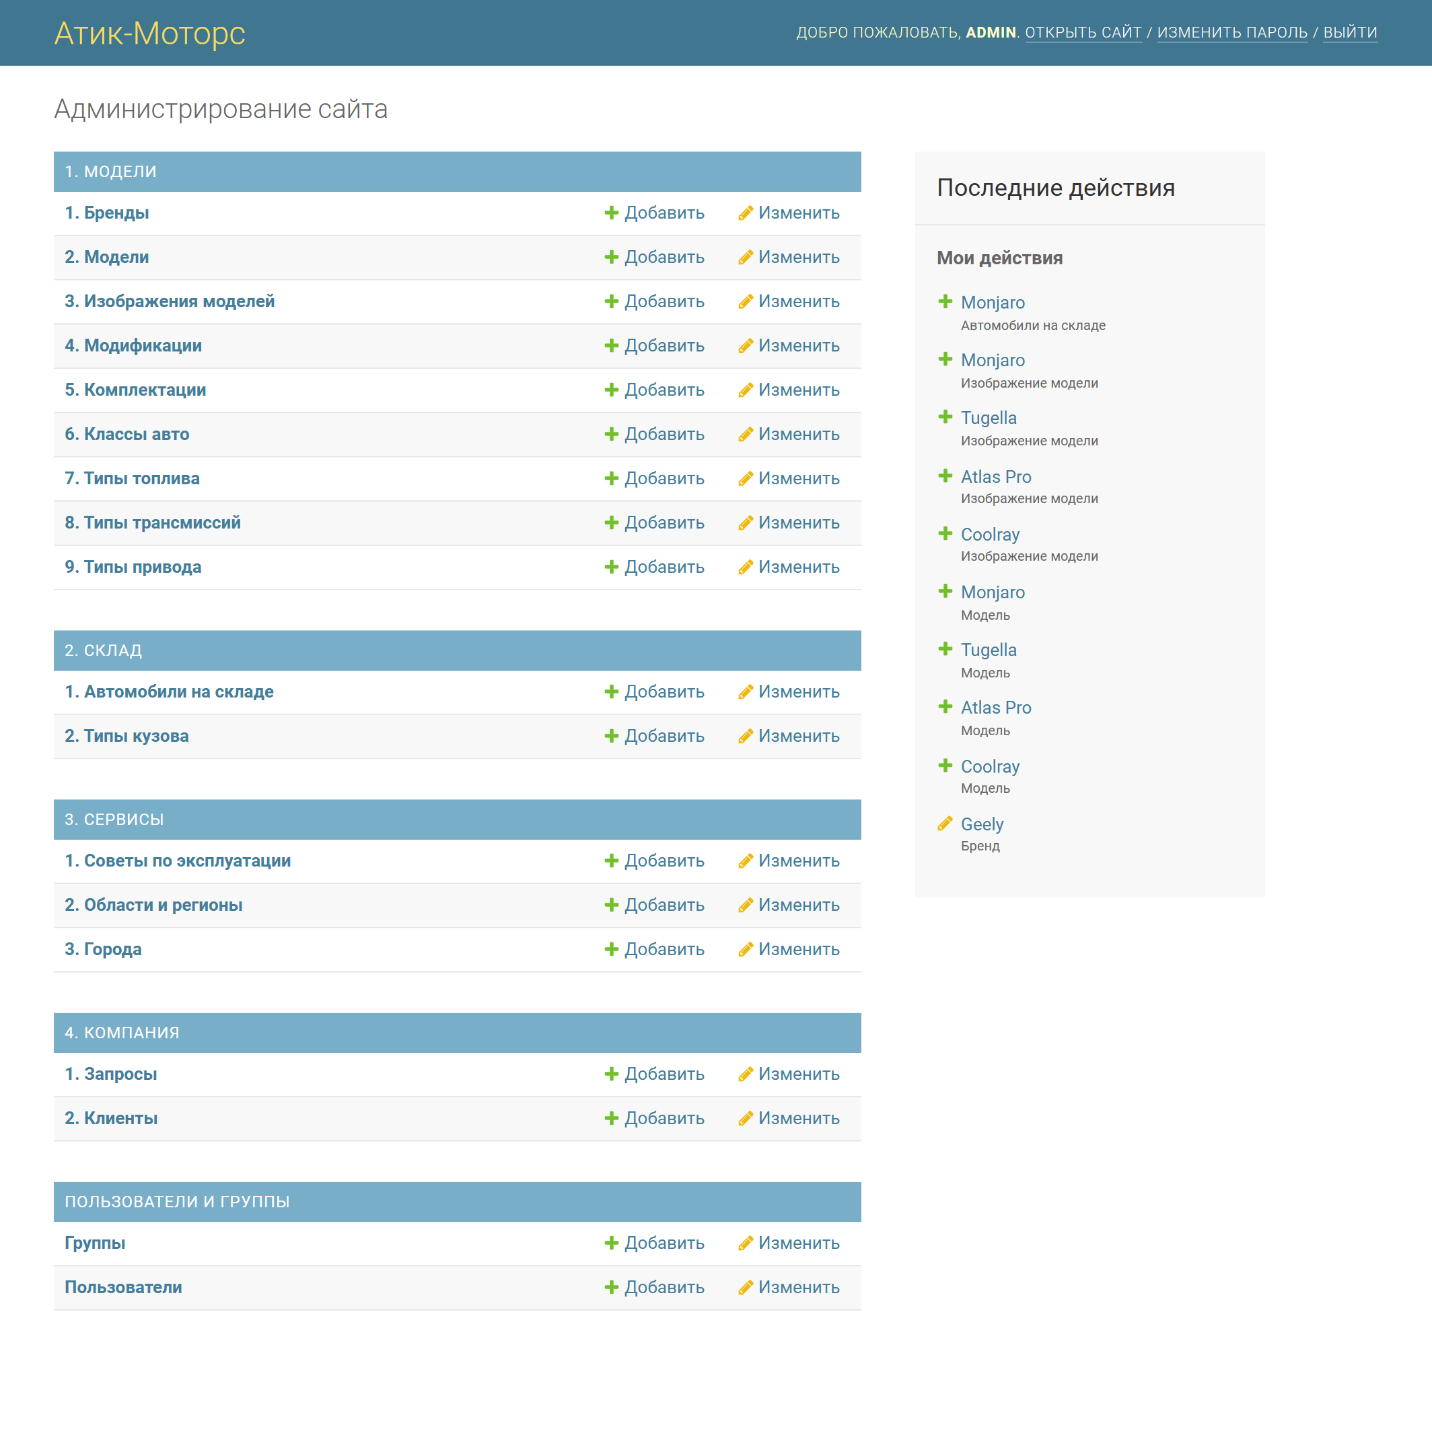 Атик-Моторс
ДОБРО ПОЖАЛОВАТЬ, ADMIN. ОТКРЫТЬ САЙТ / ИЗМЕНИТЬ ПАРОЛЬ / ВЫЙТИ
Администрирование сайта
1. МОДЕЛИ
1. Бренды Добавить Изменить
2. Модели Добавить Изменить
3. Изображения моделей Добавить Изменить
4. Модификации Добавить Изменить
5. Комплектации Добавить Изменить
6. Классы авто Добавить Изменить
7. Типы топлива Добавить Изменить
8. Типы трансмиссий Добавить Изменить
9. Типы привода Добавить Изменить
2. СКЛАД
1. Автомобили на складе Добавить Изменить
2. Типы кузова Добавить Изменить
3. СЕРВИСЫ
1. Советы по эксплуатации Добавить Изменить
2. Области и регионы Добавить Изменить
3. Города Добавить Изменить
4. КОМПАНИЯ
1. Запросы Добавить Изменить
2. Клиенты Добавить Изменить
ПОЛЬЗОВАТЕЛИ И ГРУППЫ
Группы Добавить Изменить
Пользователи Добавить Изменить
Последние действия
Мои действия
Monjaro
Автомобили на складе
Monjaro
Изображение модели
Tugella
Изображение модели
Atlas Pro
Изображение модели
Coolray
Изображение модели
Monjaro
Модель
Tugella
Модель
Atlas Pro
Модель
Coolray
Модель
Geely
Бренд